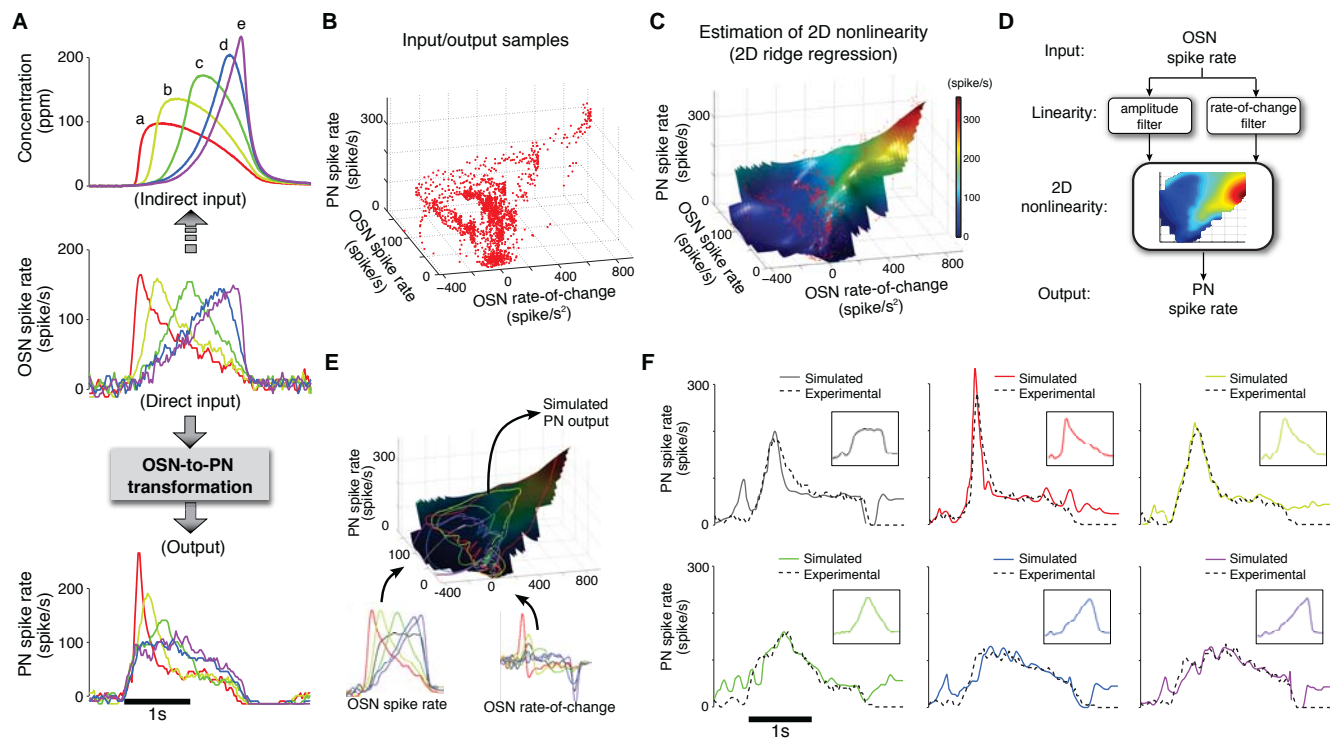 A
e
d
c
b
a
200
100
0
Concentration
(ppm)
(Indirect input)
200
100
0
OSN spike rate
(spike/s)
(Direct input)
OSN-to-PN
transformation
(Output)
200
100
0
PN spike rate
(spike/s)
1s
B
Input/output samples
300
0
PN spike rate
(spike/s)
100
0
OSN spike rate
(spike/s)
−400
0
400
800
OSN rate-of-change
(spike/s²)
C
Estimation of 2D nonlinearity
(2D ridge regression)
(spike/s)
300
200
100
0
300
0
PN spike rate
(spike/s)
100
0
OSN spike rate
(spike/s)
−400
0
400
800
OSN rate-of-change
(spike/s²)
D
Input:
OSN
spike rate
Linearity:
amplitude
filter
rate-of-change
filter
2D
nonlinearity:
Output:
PN
spike rate
E
Simulated
PN output
300
0
PN spike rate
(spike/s)
100
0
-400
0
400
800
OSN spike rate
OSN rate-of-change
F
300
0
PN spike rate
(spike/s)
Simulated
Experimental
Simulated
Experimental
Simulated
Experimental
300
0
PN spike rate
(spike/s)
Simulated
Experimental
Simulated
Experimental
Simulated
Experimental
1s